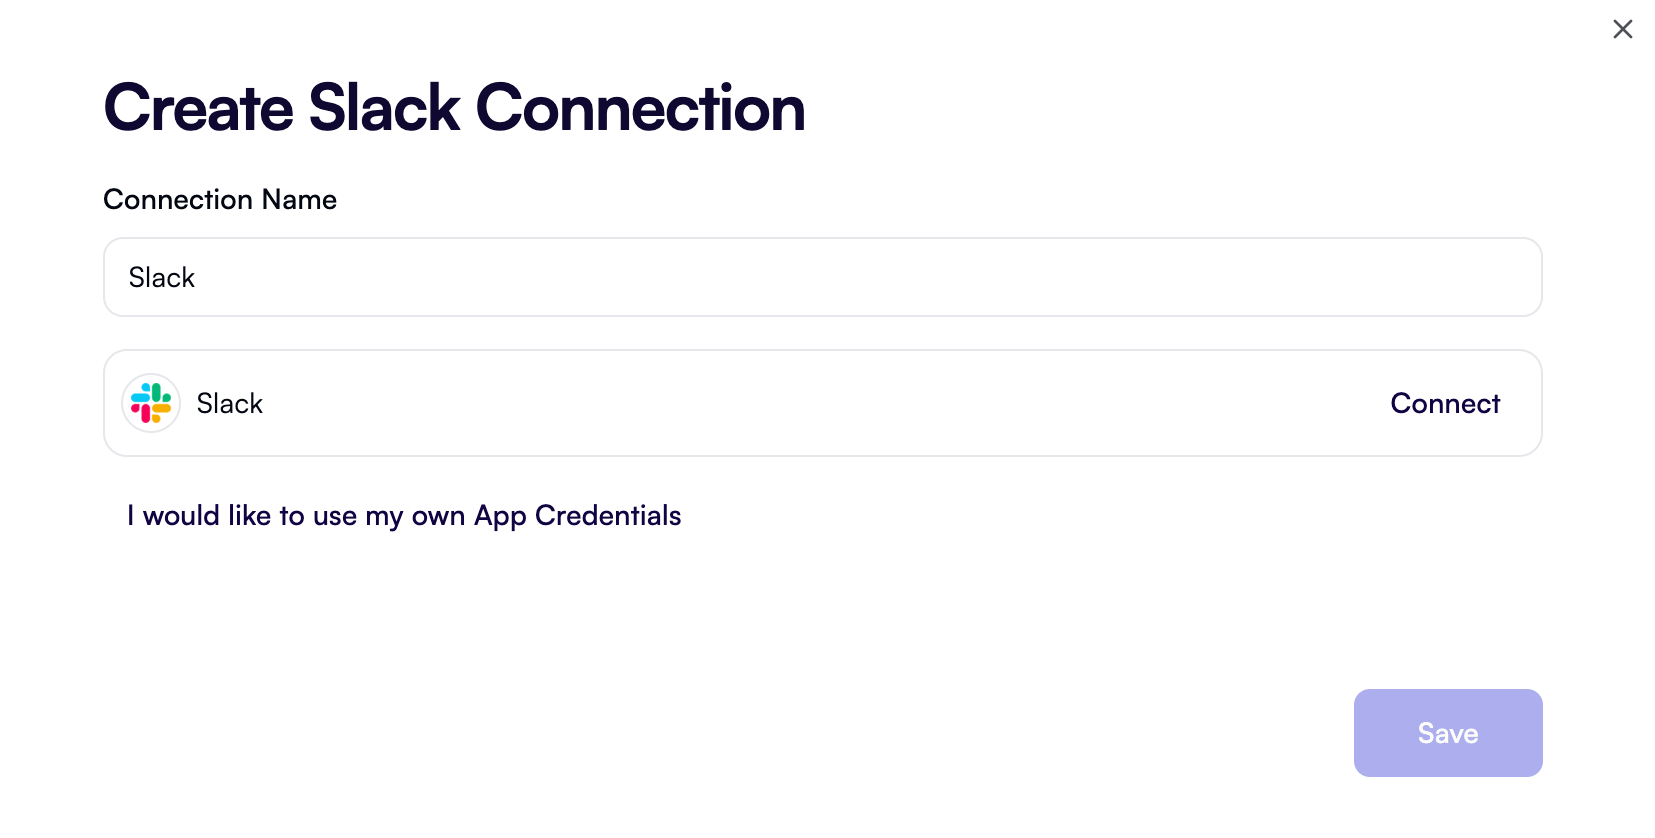 Create Slack Connection
Connection Name
Slack
Slack
Connect
I would like to use my own App Credentials
Save